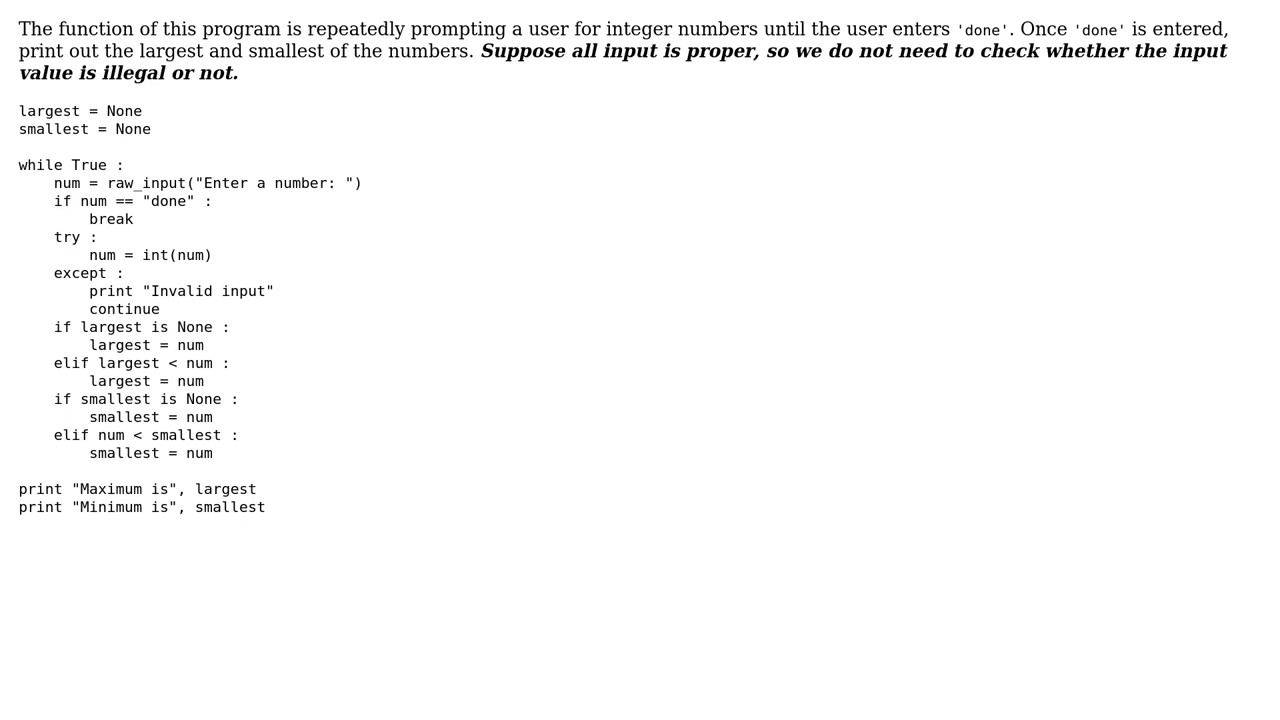 The function of this program is repeatedly prompting a user for integer numbers until the user enters 'done'. Once 'done' is entered,
print out the largest and smallest of the numbers. Suppose all input is proper, so we do not need to check whether the input
value is illegal or not.
largest = None
smallest = None
while True :
    num = raw_input("Enter a number: ")
    if num == "done" :
        break
    try :
        num = int(num)
    except :
        print "Invalid input"
        continue
    if largest is None :
        largest = num
    elif largest < num :
        largest = num
    if smallest is None :
        smallest = num
    elif num < smallest :
        smallest = num
print "Maximum is", largest
print "Minimum is", smallest